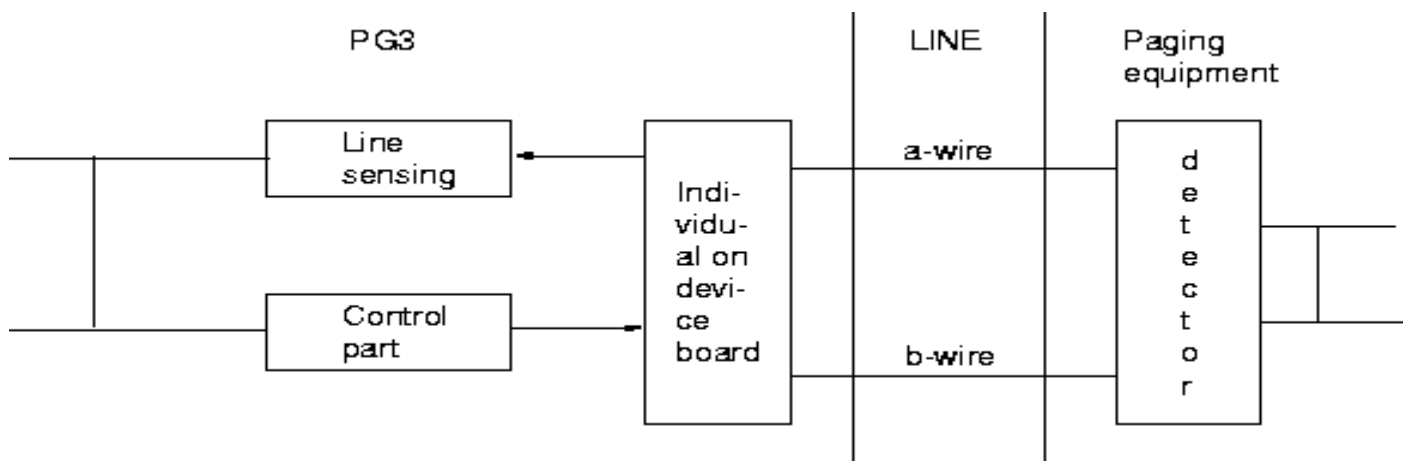 PG3
LINE
Paging
equipment
Line
sensing
Control
part
Indi-
vidu-
al on
devi-
ce
board
a-wire
b-wire
d
e
t
e
c
t
o
r